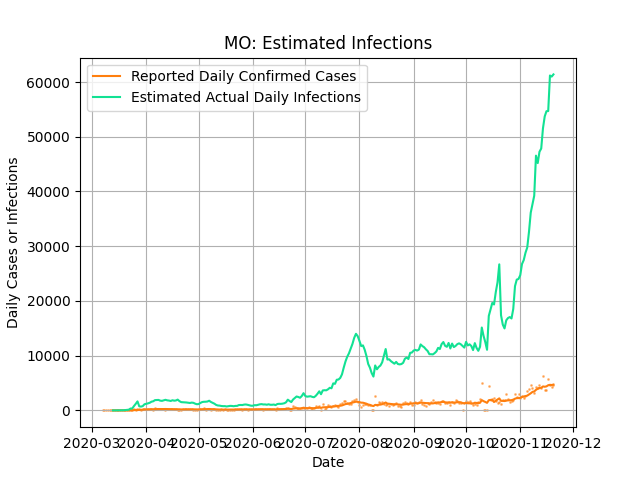 MO: Estimated Infections
Reported Daily Confirmed Cases
Estimated Actual Daily Infections
Daily Cases or Infections
60000
50000
40000
30000
20000
10000
0
2020-03 2020-04 2020-05 2020-06 2020-07 2020-08 2020-09 2020-10 2020-11 2020-12
Date